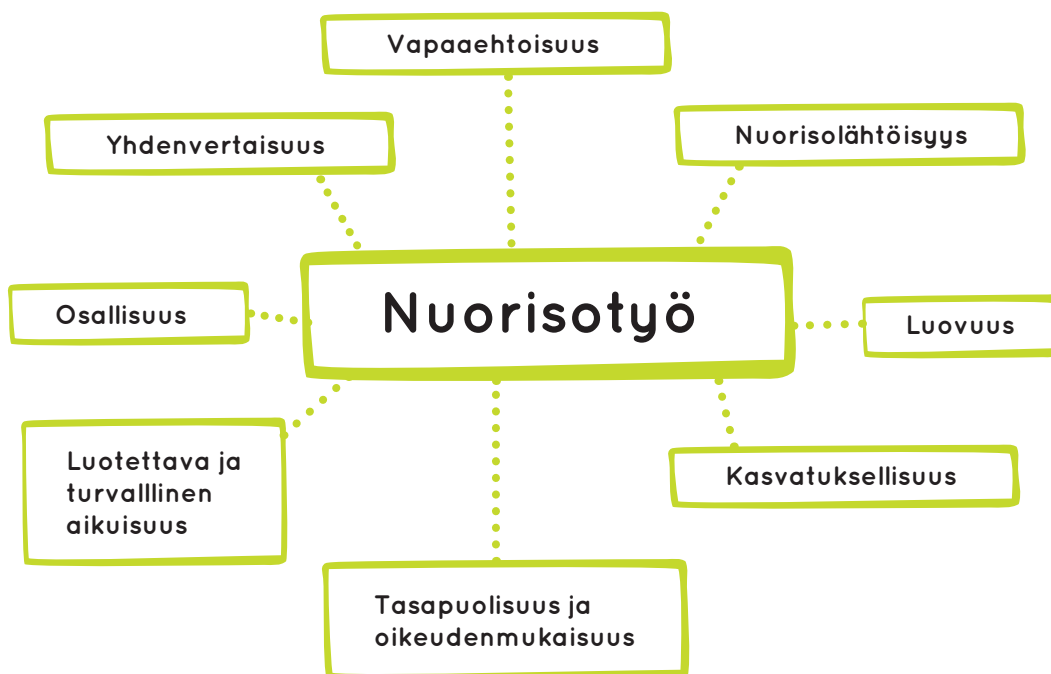 Vapaaehtoisuus
Yhdenvertaisuus
Nuorisolähtöisyys
Nuorisotyö
Osallisuus
Luovuus
Luotettava ja
turvalllinen
aikuisuus
Kasvatuksellisuus
Tasapuolisuus ja
oikeudenmukaisuus